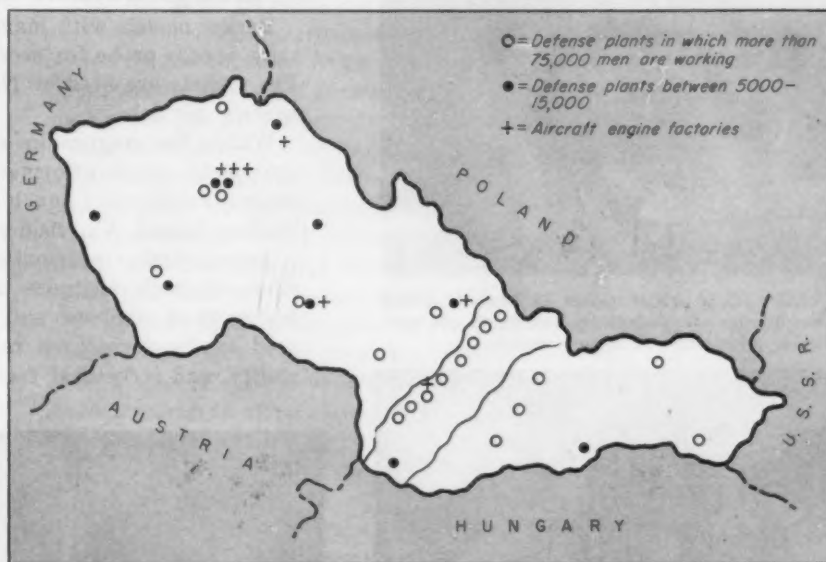 GERMANY
POLAND
U.S.S.R.
AUSTRIA
HUNGARY
O = Defense plants in which more than
75,000 men are working
● = Defense plants between 5000–
15,000
+ = Aircraft engine factories